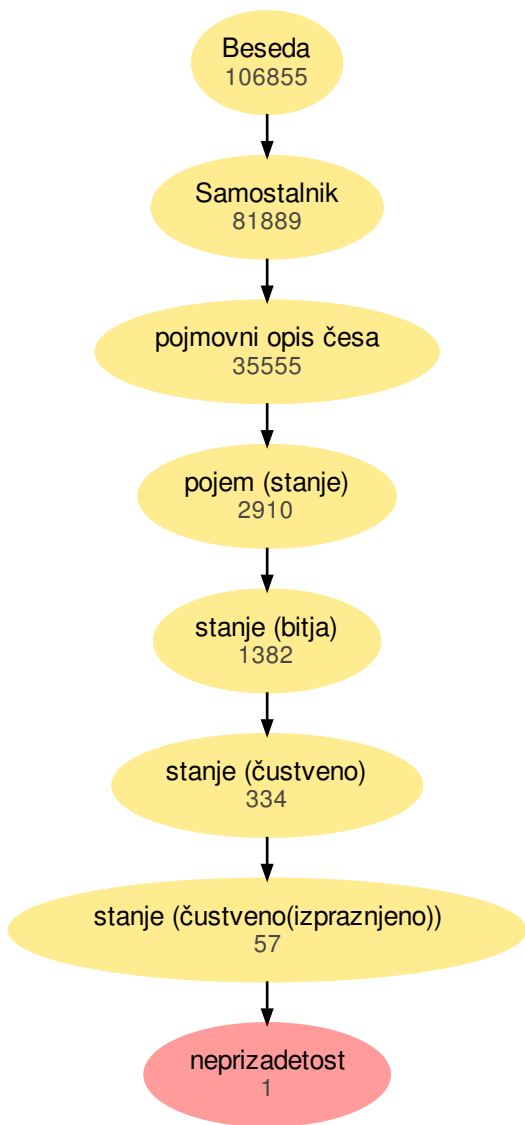 Beseda
106855
Samostalnik
81889
pojmovni opis česa
35555
pojem (stanje)
2910
stanje (bitja)
1382
stanje (čustveno)
334
stanje (čustveno(izpraznjeno))
57
neprizadetost
1